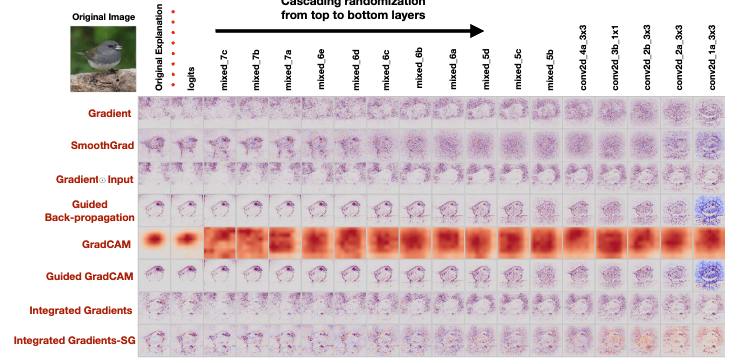 Cascading randomization
from top to bottom layers
Original Image
Original Explanation
logits
mixed_7c
mixed_7b
mixed_7a
mixed_6e
mixed_6d
mixed_6c
mixed_6b
mixed_6a
mixed_5d
mixed_5c
mixed_5b
conv2d_4a_3x3
conv2d_3b_1x1
conv2d_2b_3x3
conv2d_2a_3x3
conv2d_1a_3x3
Gradient
SmoothGrad
Gradient⊙Input
Guided
Back-propagation
GradCAM
Guided GradCAM
Integrated Gradients
Integrated Gradients-SG